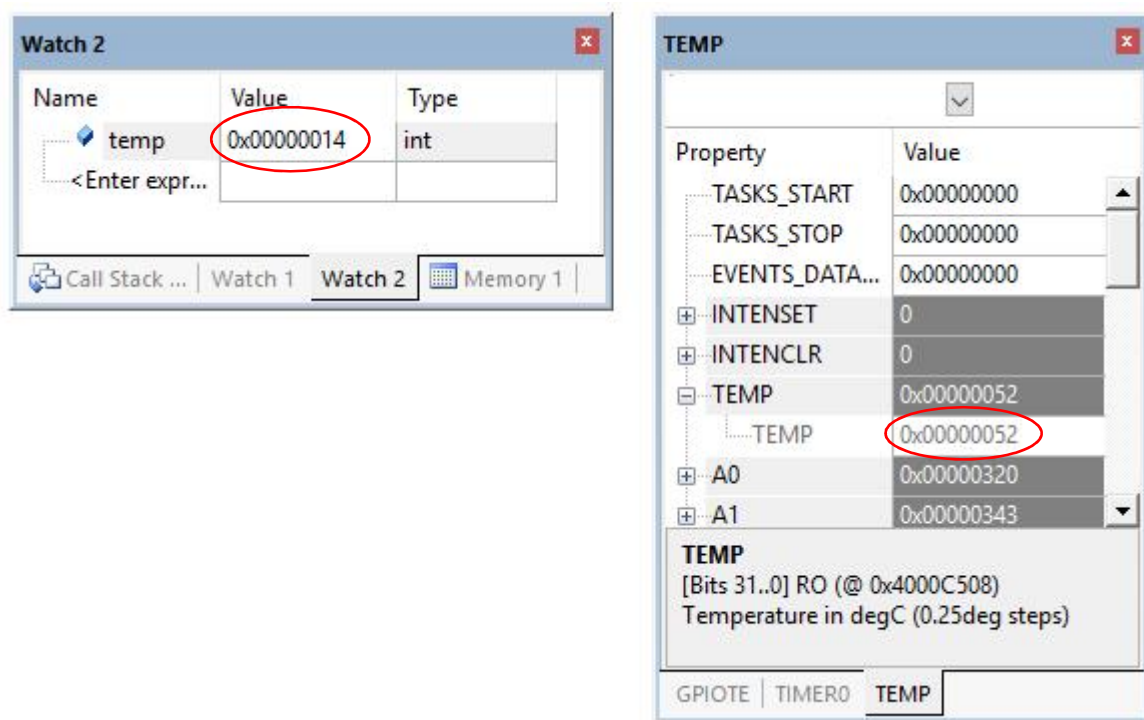 Watch 2
Name Value Type
temp 0x00000014 int
<Enter expr...
Call Stack ... Watch 1 Watch 2 Memory 1
TEMP
Property Value
TASKS_START 0x00000000
TASKS_STOP 0x00000000
EVENTS_DATA... 0x00000000
INTENSET 0
INTENCLR 0
TEMP 0x00000052
TEMP 0x00000052
A0 0x00000320
A1 0x00000343
TEMP
[Bits 31..0] RO (@ 0x4000C508)
Temperature in degC (0.25deg steps)
GPIOTE TIMER0 TEMP